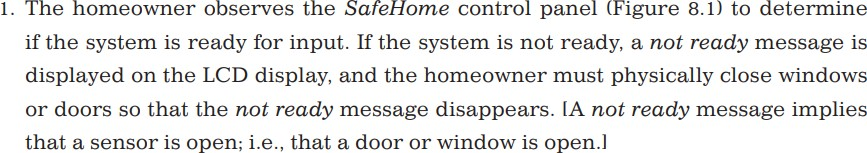 1. The homeowner observes the SafeHome control panel (Figure 8.1) to determine
if the system is ready for input. If the system is not ready, a not ready message is
displayed on the LCD display, and the homeowner must physically close windows
or doors so that the not ready message disappears. [A not ready message implies
that a sensor is open; i.e., that a door or window is open.]